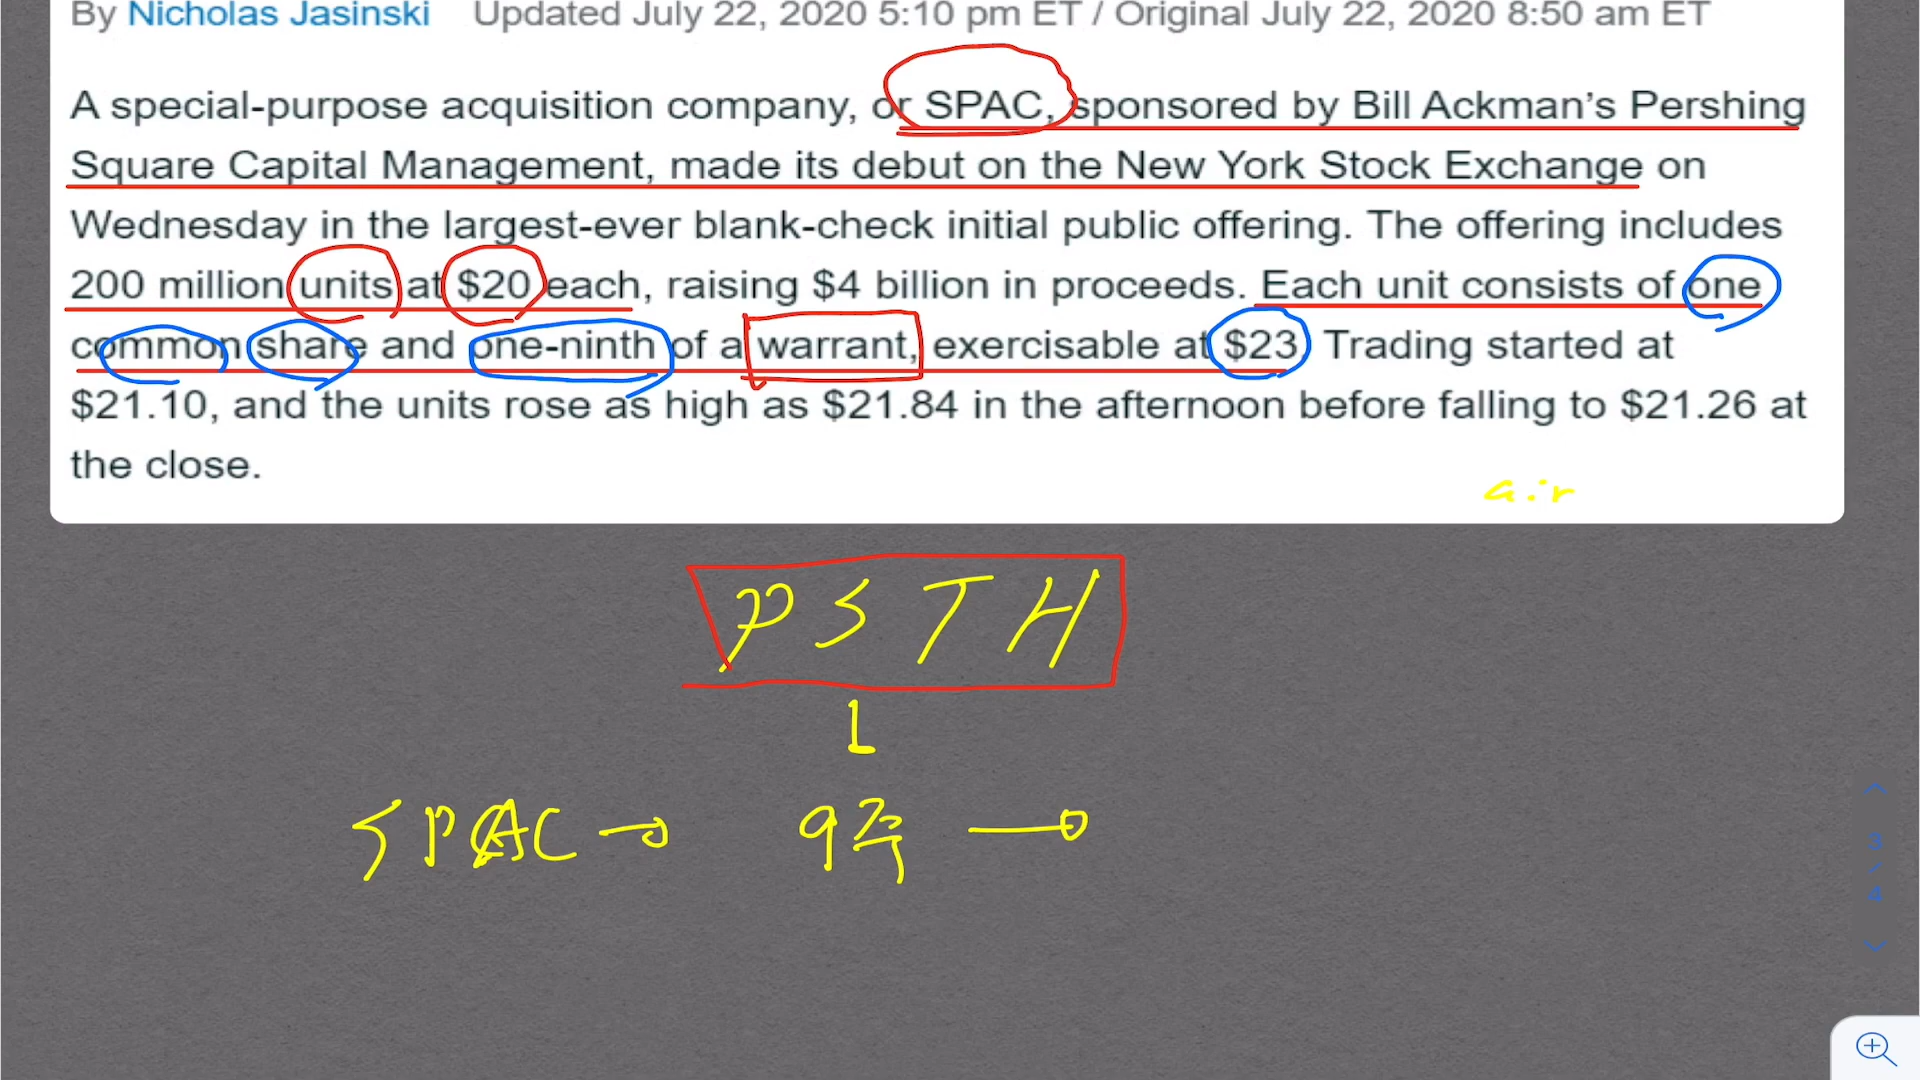 By Nicholas Jasinski Updated July 22, 2020 5:10 pm ET / Original July 22, 2020 8:50 am ET
A special-purpose acquisition company, or SPAC, sponsored by Bill Ackman’s Pershing
Square Capital Management, made its debut on the New York Stock Exchange on
Wednesday in the largest-ever blank-check initial public offering. The offering includes
200 million units at $20 each, raising $4 billion in proceeds. Each unit consists of one
common share and one-ninth of a warrant, exercisable at $23 Trading started at
$21.10, and the units rose as high as $21.84 in the afternoon before falling to $21.26 at
the close.
air
PSTH
SPAC → 9주 →
3
/
4